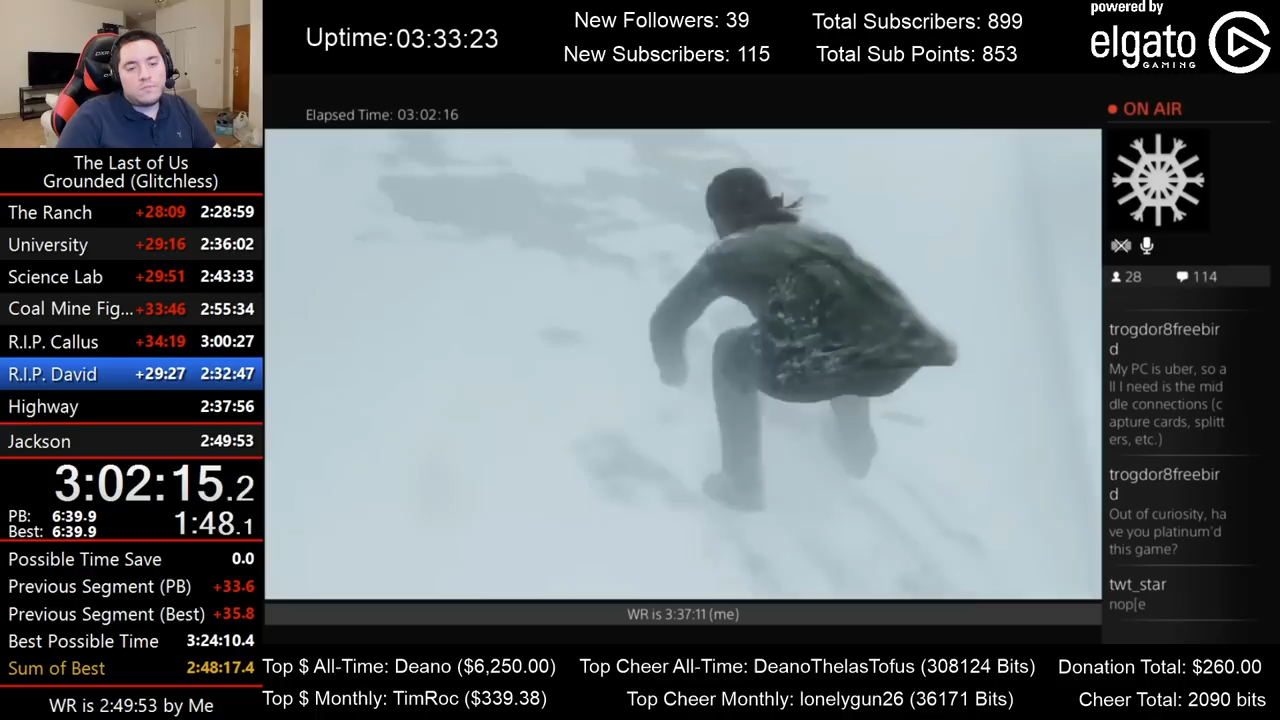 Uptime: 03:33:23
New Followers: 39
New Subscribers: 115
Total Subscribers: 899
Total Sub Points: 853
powered by
elgato
GAMING
Elapsed Time: 03:02:16
ON AIR
28 114
The Last of Us
Grounded (Glitchless)
The Ranch +28:09 2:28:59
University +29:16 2:36:02
Science Lab +29:51 2:43:33
Coal Mine Fig... +33:46 2:55:34
R.I.P. Callus +34:19 3:00:27
R.I.P. David +29:27 2:32:47
Highway 2:37:56
Jackson 2:49:53
3:02:15.2
PB: 6:39.9
Best: 6:39.9
1:48.1
Possible Time Save 0.0
Previous Segment (PB) +33.6
Previous Segment (Best) +35.8
Best Possible Time 3:24:10.4
Sum of Best 2:48:17.4
WR is 2:49:53 by Me
trogdor8freebir
d
My PC is uber, so a
ll I need is the mid
dle connections (c
apture cards, splitt
ers, etc.)
trogdor8freebir
d
Out of curiosity, ha
ve you platinum'd
this game?
twt_star
nop[e
WR is 3:37:11 (me)
Top $ All-Time: Deano ($6,250.00)
Top Cheer All-Time: DeanoThelasTofus (308124 Bits)
Donation Total: $260.00
Top $ Monthly: TimRoc ($339.38)
Top Cheer Monthly: lonelygun26 (36171 Bits)
Cheer Total: 2090 bits